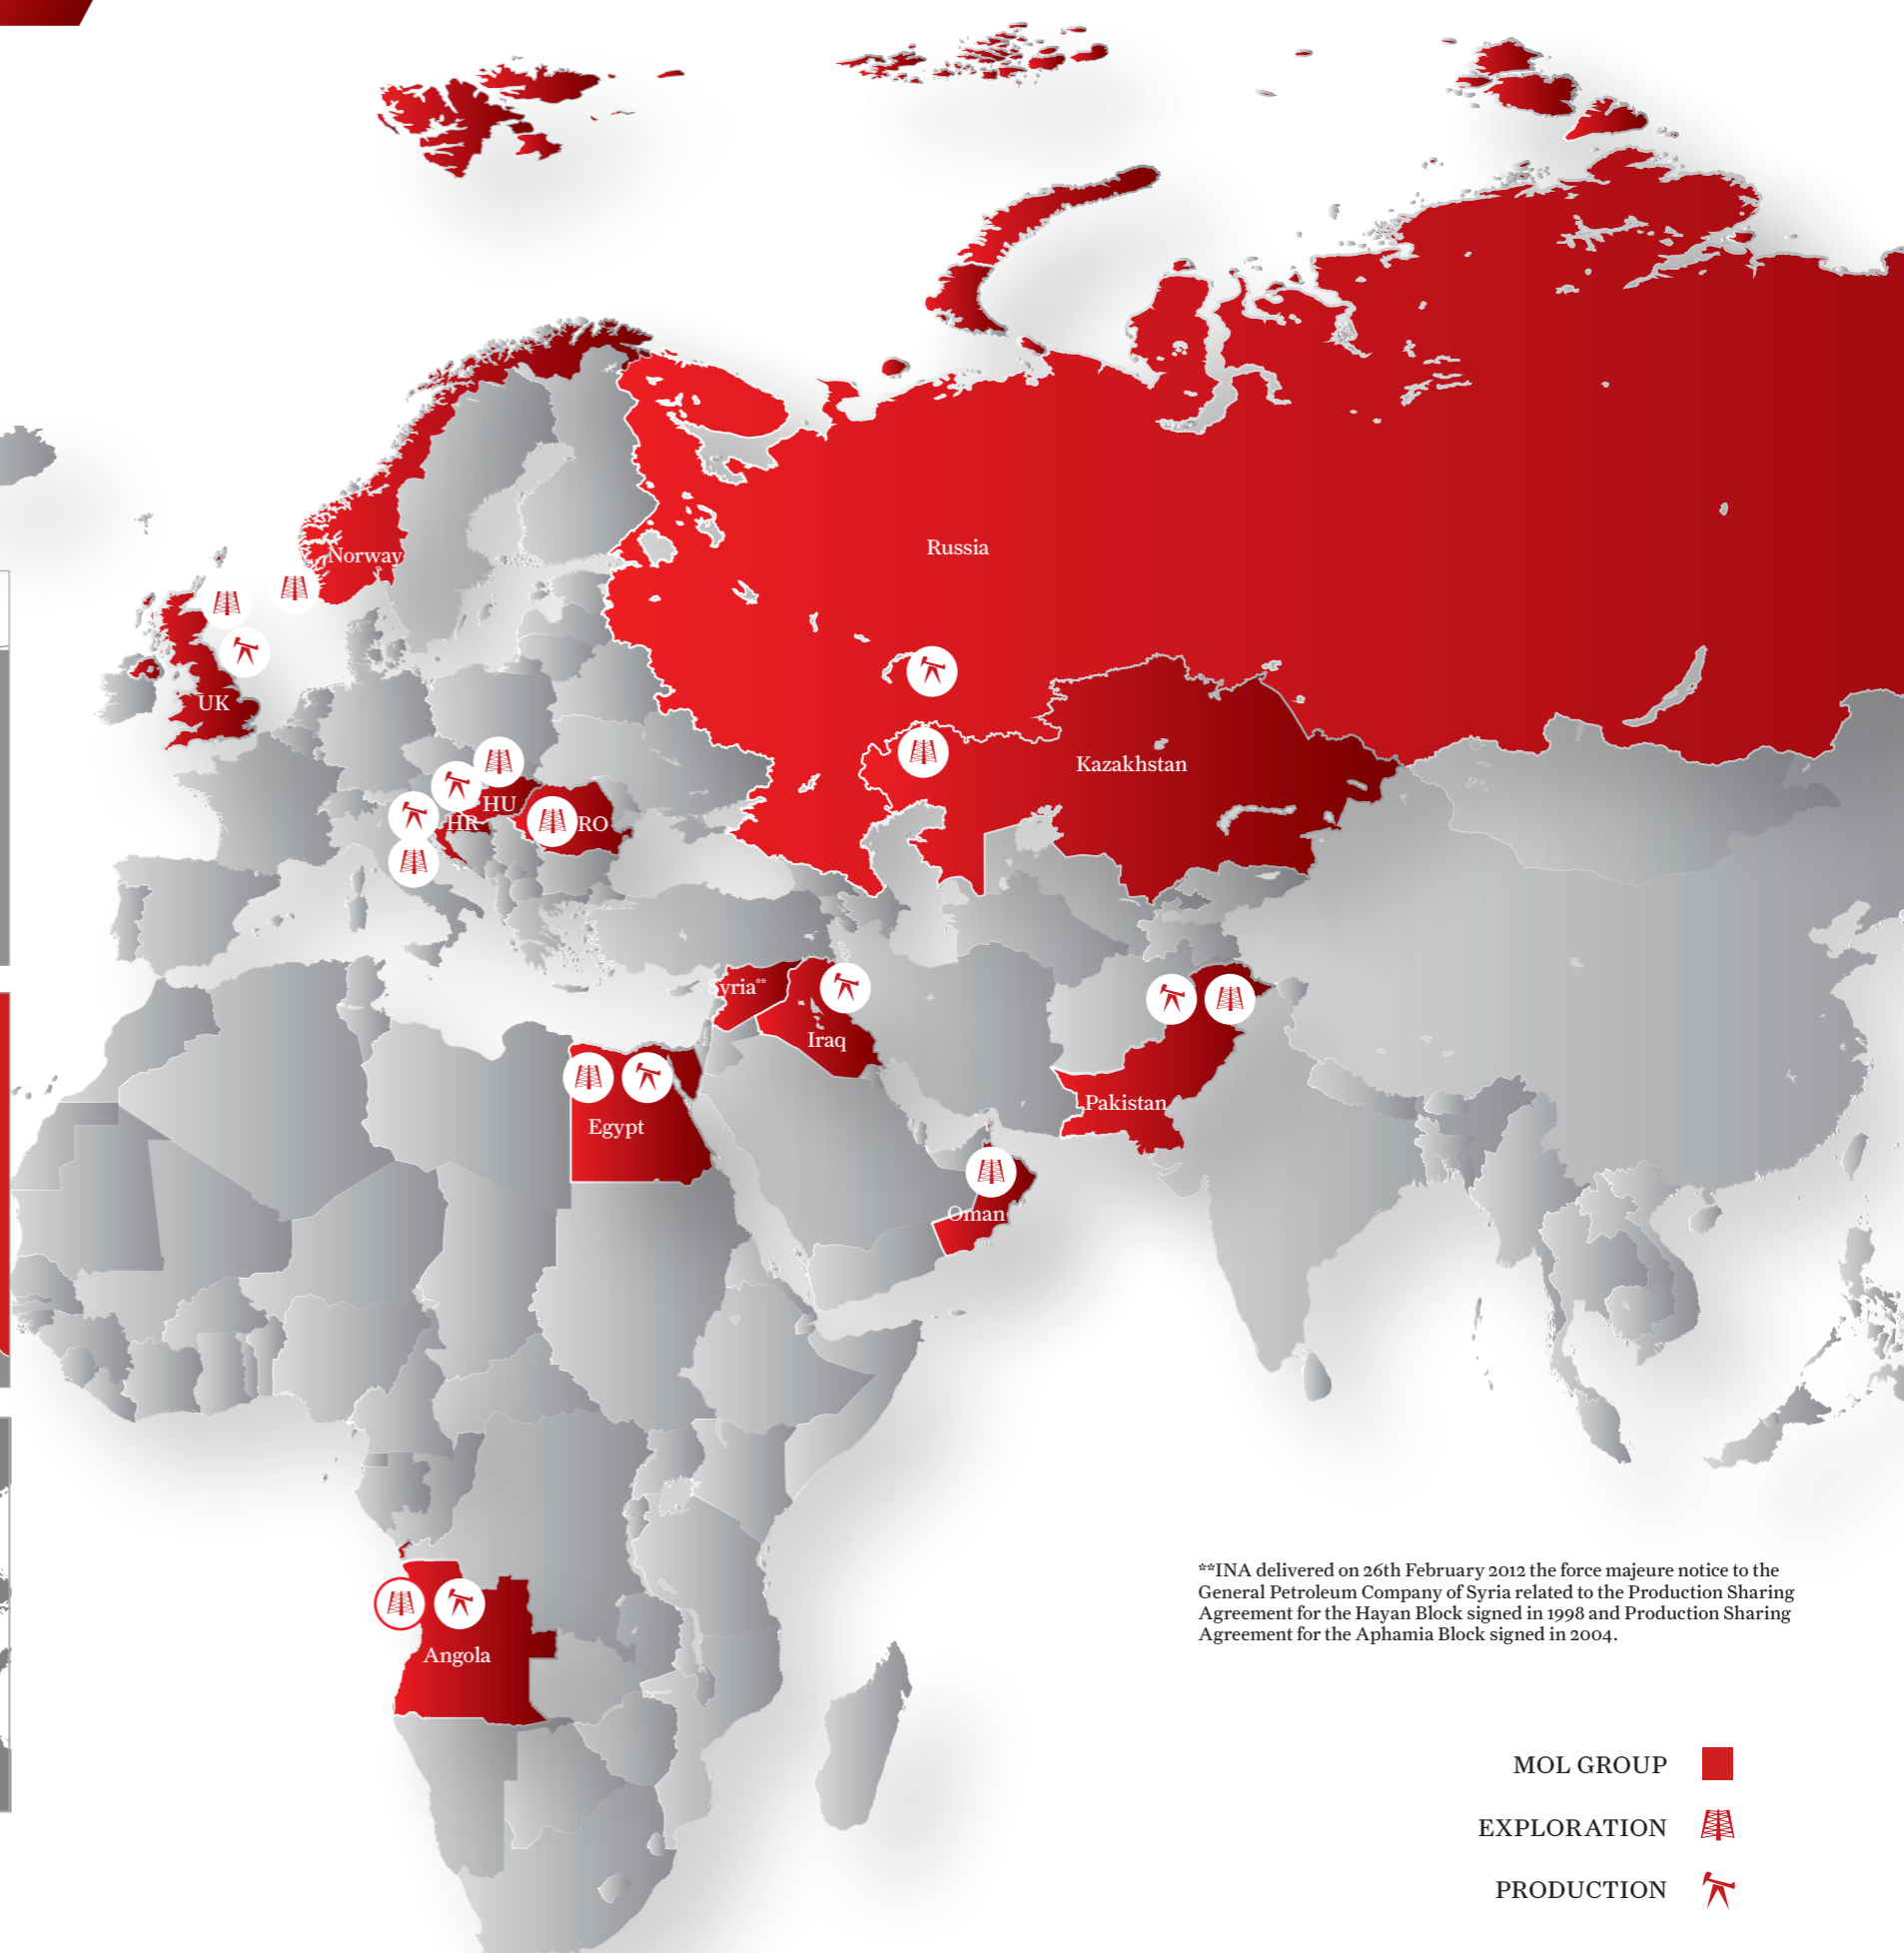 Norway
Russia
UK
Kazakhstan
HU
HR
RO
Syria**
Iraq
Egypt
Pakistan
Oman
Angola
**INA delivered on 26th February 2012 the force majeure notice to the
General Petroleum Company of Syria related to the Production Sharing
Agreement for the Hayan Block signed in 1998 and Production Sharing
Agreement for the Aphamia Block signed in 2004.
MOL GROUP
EXPLORATION
PRODUCTION